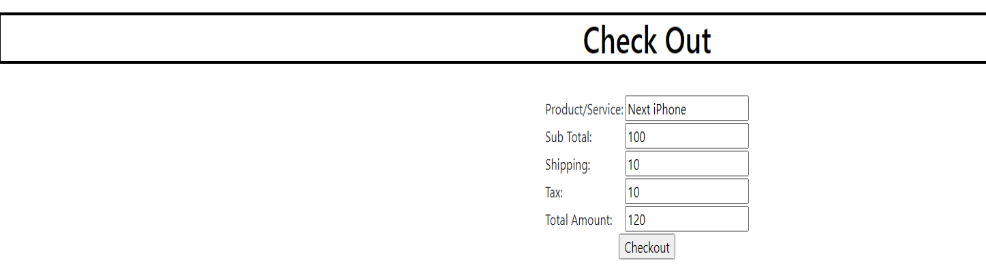 Check Out
Product/Service: Next iPhone
Sub Total: 100
Shipping: 10
Tax: 10
Total Amount: 120
Checkout